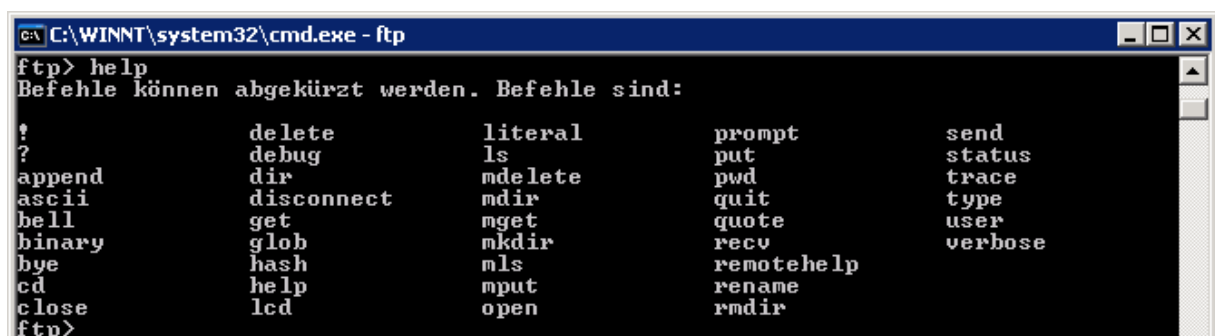 C:\WINNT\system32\cmd.exe - ftp
ftp> help
Befehle können abgekürzt werden. Befehle sind:
! delete literal prompt send
? debug ls put status
append dir mdelete pwd trace
ascii disconnect mdir quit type
bell get mget quote user
binary glob mkdir recv verbose
bye hash mls remotehelp
cd help mput rename
close lcd open rmdir
ftp>